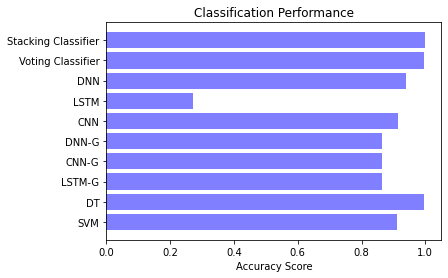 Classification Performance
Stacking Classifier
Voting Classifier
DNN
LSTM
CNN
DNN-G
CNN-G
LSTM-G
DT
SVM
0.0 0.2 0.4 0.6 0.8 1.0
Accuracy Score